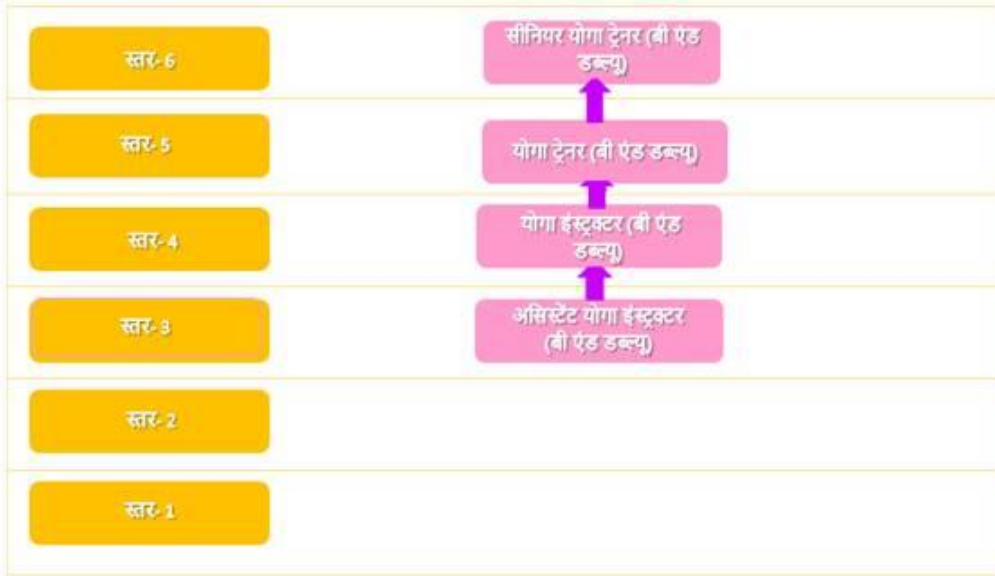 स्तर- 6
सीनियर योगा ट्रेनर (बी एंड
डब्ल्यू)
स्तर- 5
योगा ट्रेनर (बी एंड डब्ल्यू)
स्तर- 4
योगा इंस्ट्रक्टर (बी एंड
डब्ल्यू)
स्तर- 3
असिस्टेंट योगा इंस्ट्रक्टर
(बी एंड डब्ल्यू)
स्तर- 2
स्तर- 1